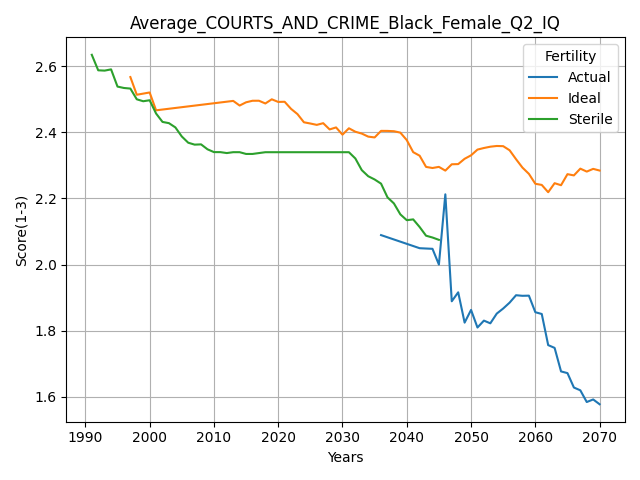 Average_COURTS_AND_CRIME_Black_Female_Q2_IQ
Fertility
Actual
Ideal
Sterile
Score(1-3)
2.6
2.4
2.2
2.0
1.8
1.6
1990 2000 2010 2020 2030 2040 2050 2060 2070
Years